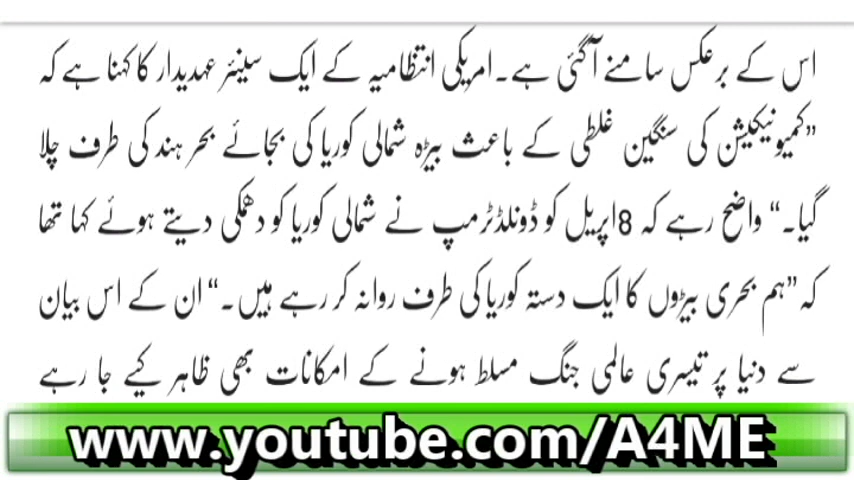 اس کے برعکس سامنے آگئی ہے۔ امریکی انتظامیہ کے ایک سینئر عہدیدار کا کہنا ہے کہ
”کمیونیکیشن کی سنگین غلطی کے باعث بیڑہ شمالی کوریا کی بجائے بحر ہند کی طرف چلا
گیا۔“ واضح رہے کہ 8اپریل کو ڈونلڈٹرمپ نے شمالی کوریا کو دھمکی دیتے ہوئے کہا تھا
کہ ”ہم بحری بیڑوں کا ایک دستہ کوریا کی طرف روانہ کر رہے ہیں۔“ ان کے اس بیان
سے دنیا پر تیسری عالمی جنگ مسلط ہونے کے امکانات بھی ظاہر کیے جا رہے
www.youtube.com/A4ME